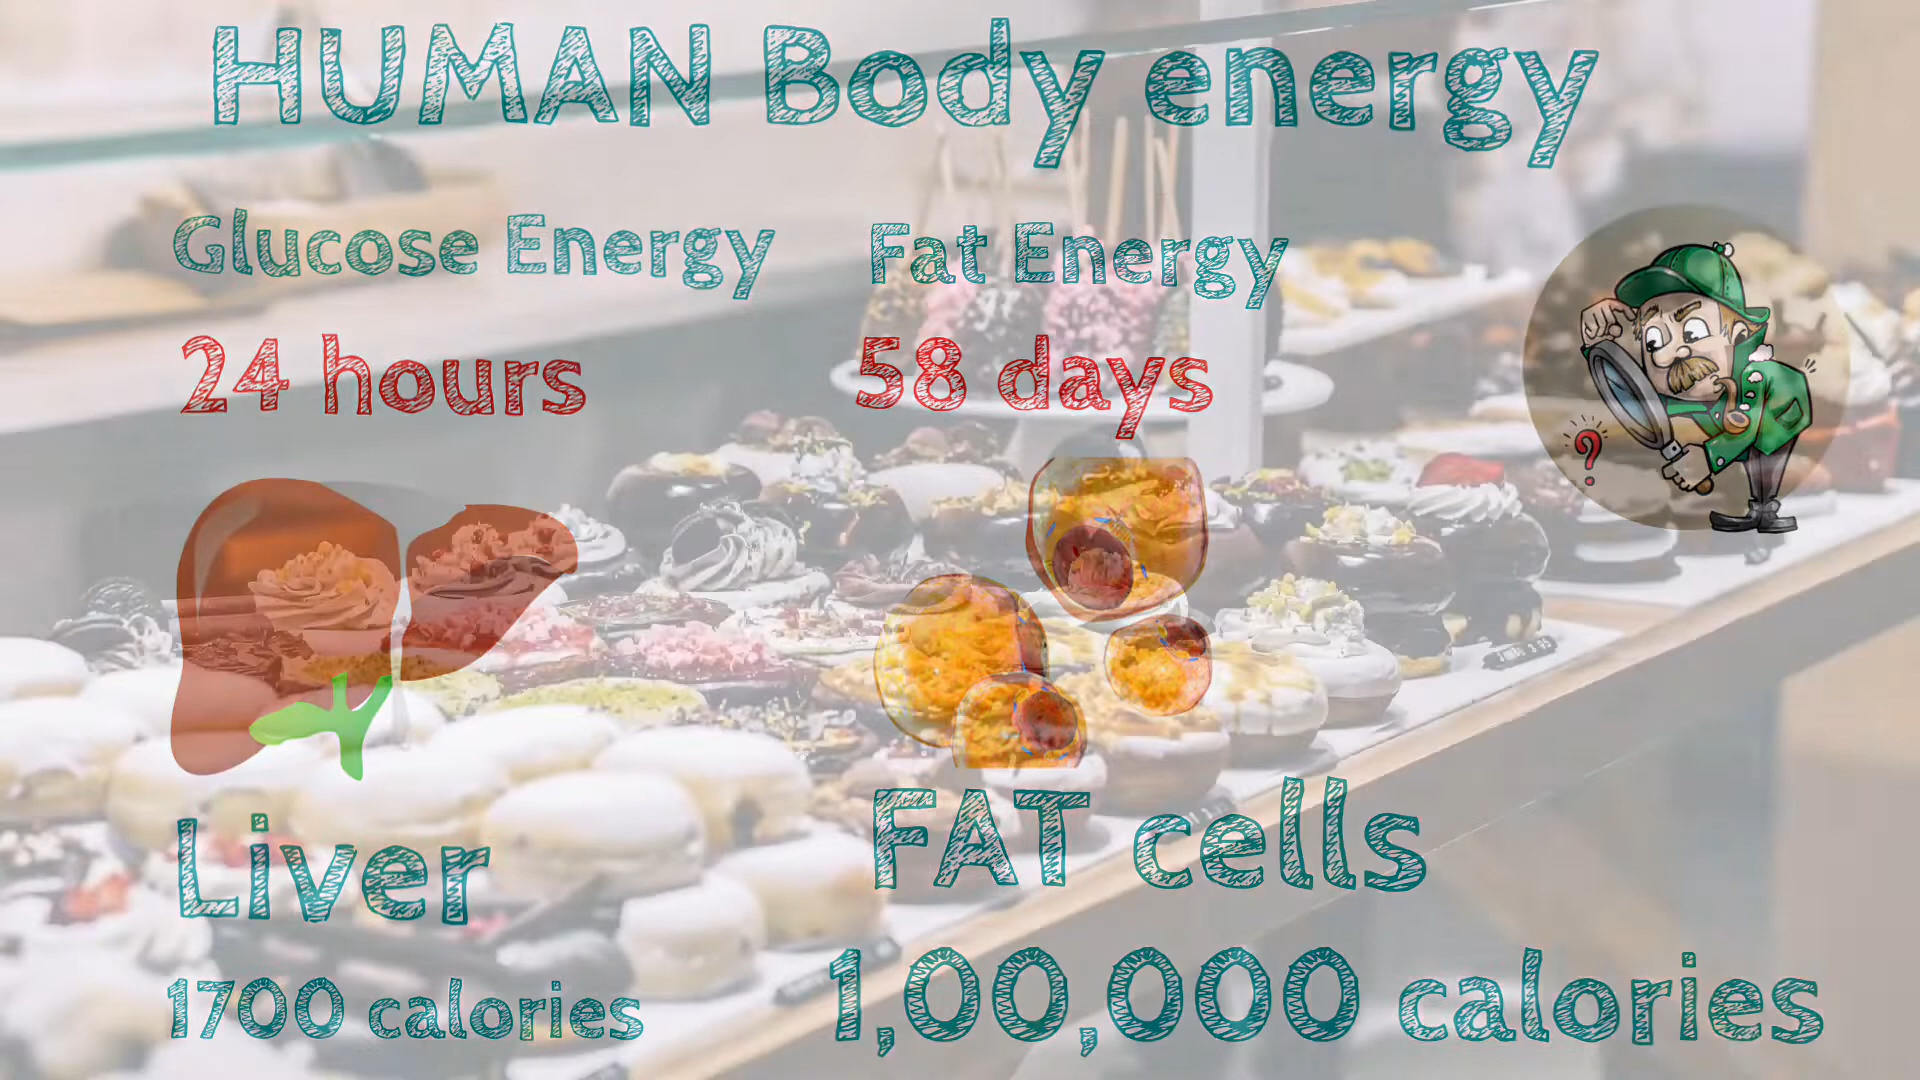 HUMAN Body energy
Glucose Energy
Fat Energy
24 hours
58 days
?
Liver
FAT cells
1700 calories
1,00,000 calories